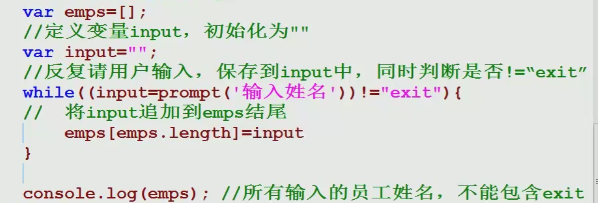 var emps=[];
//定义变量input，初始化为""
var input="";
//反复请用户输入，保存到input中，同时判断是否!=“exit”
while((input=prompt('输入姓名'))!="exit"){
//  将input追加到emps结尾
    emps[emps.length]=input
}
console.log(emps); //所有输入的员工姓名，不能包含exit